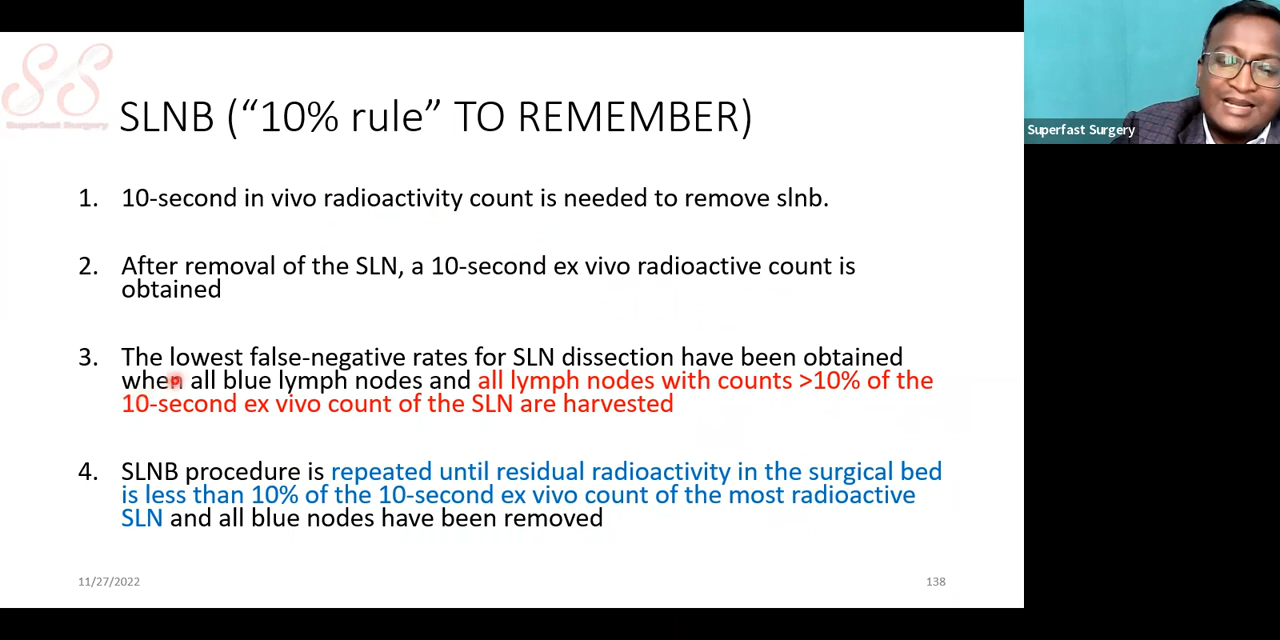 SS
Superfast Surgery
Superfast Surgery
SLNB (“10% rule” TO REMEMBER)
1. 10-second in vivo radioactivity count is needed to remove slnb.
2. After removal of the SLN, a 10-second ex vivo radioactive count is
obtained
3. The lowest false-negative rates for SLN dissection have been obtained
when all blue lymph nodes and all lymph nodes with counts >10% of the
10-second ex vivo count of the SLN are harvested
4. SLNB procedure is repeated until residual radioactivity in the surgical bed
is less than 10% of the 10-second ex vivo count of the most radioactive
SLN and all blue nodes have been removed
11/27/2022
138